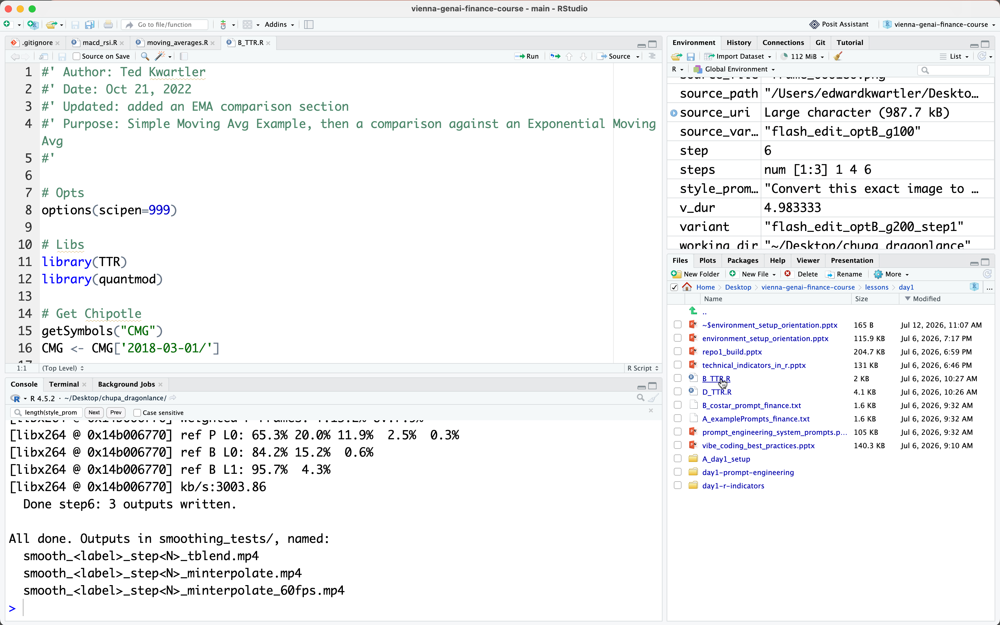 vienna-genai-finance-course - main - RStudio
Go to file/function
Addins
Posit Assistant
vienna-genai-finance-course
.gitignore
macd_rsi.R
moving_averages.R
B_TTR.R
Source on Save
Run
Source
1 #' Author: Ted Kwartler
2 #' Date: Oct 21, 2022
3 #' Updated: added an EMA comparison section
4 #' Purpose: Simple Moving Avg Example, then a comparison against an Exponential Moving
Avg
5 #'
6
7 # Opts
8 options(scipen=999)
9
10 # Libs
11 library(TTR)
12 library(quantmod)
13
14 # Get Chipotle
15 getSymbols("CMG")
16 CMG <- CMG['2018-03-01/']
17
1:1 (Top Level) R Script
Console Terminal Background Jobs
R 4.5.2 · ~/Desktop/chupa_dragonlance/
length(style_prom Next Prev Case sensitive
[libx264 @ 0x14b006770] ref P L0: 65.3% 20.0% 11.9% 2.5% 0.3%
[libx264 @ 0x14b006770] ref B L0: 84.2% 15.2% 0.6%
[libx264 @ 0x14b006770] ref B L1: 95.7% 4.3%
[libx264 @ 0x14b006770] kb/s:3003.86
Done step6: 3 outputs written.
All done. Outputs in smoothing_tests/, named:
smooth_<label>_step<N>_tblend.mp4
smooth_<label>_step<N>_minterpolate.mp4
smooth_<label>_step<N>_minterpolate_60fps.mp4
>
Environment History Connections Git Tutorial
Import Dataset 112 MiB List
R Global Environment
source_path "/Users/edwardkwartler/Deskto…
source_uri Large character (987.7 kB)
source_var… "flash_edit_optB_g100"
step 6
steps num [1:3] 1 4 6
style_prom… "Convert this exact image to …
v_dur 4.983333
variant "flash_edit_optB_g200_step1"
working_dir "~/Desktop/chupa_dragonlance"
Files Plots Packages Help Viewer Presentation
New Folder New File Delete Rename More
Home Desktop vienna-genai-finance-course lessons day1 ...
Name Size Modified
..
~$environment_setup_orientation.pptx 165 B Jul 12, 2026, 11:07 AM
environment_setup_orientation.pptx 115.9 KB Jul 6, 2026, 7:17 PM
repo1_build.pptx 204.7 KB Jul 6, 2026, 6:59 PM
technical_indicators_in_r.pptx 131 KB Jul 6, 2026, 6:46 PM
B_TTR.R 2 KB Jul 6, 2026, 10:27 AM
D_TTR.R 4.1 KB Jul 6, 2026, 10:26 AM
B_costar_prompt_finance.txt 1.6 KB Jul 6, 2026, 9:32 AM
A_examplePrompts_finance.txt 1.6 KB Jul 6, 2026, 9:32 AM
prompt_engineering_system_prompts.p... 105 KB Jul 6, 2026, 9:32 AM
vibe_coding_best_practices.pptx 140.3 KB Jul 6, 2026, 9:10 AM
A_day1_setup
day1-prompt-engineering
day1-r-indicators